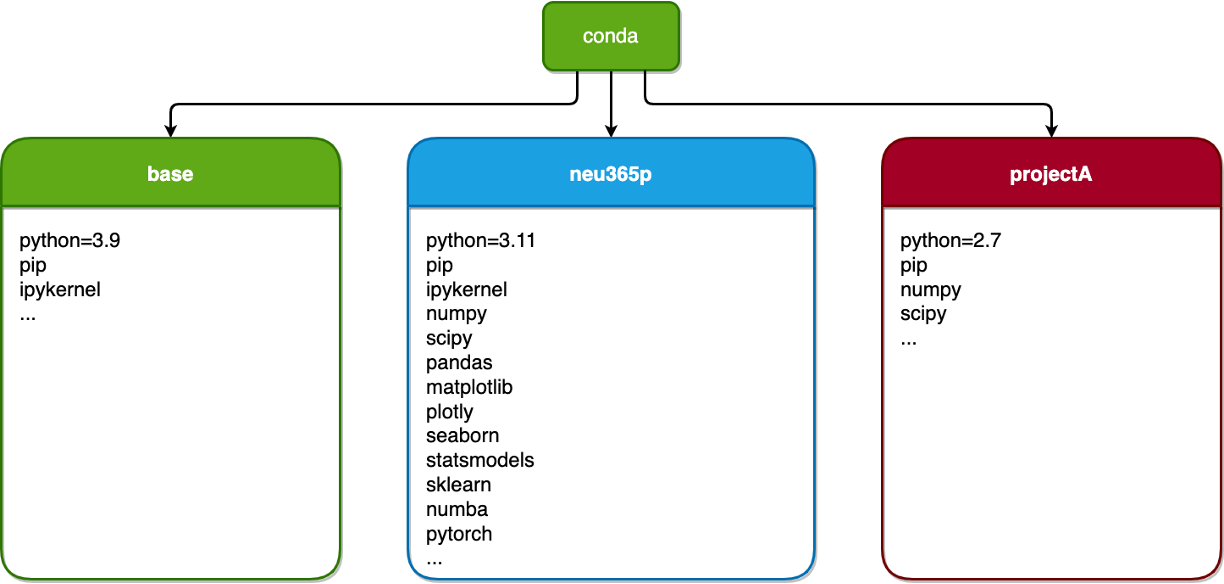 conda
base
python=3.9
pip
ipykernel
...
neu365p
python=3.11
pip
ipykernel
numpy
scipy
pandas
matplotlib
plotly
seaborn
statsmodels
sklearn
numba
pytorch
...
projectA
python=2.7
pip
numpy
scipy
...